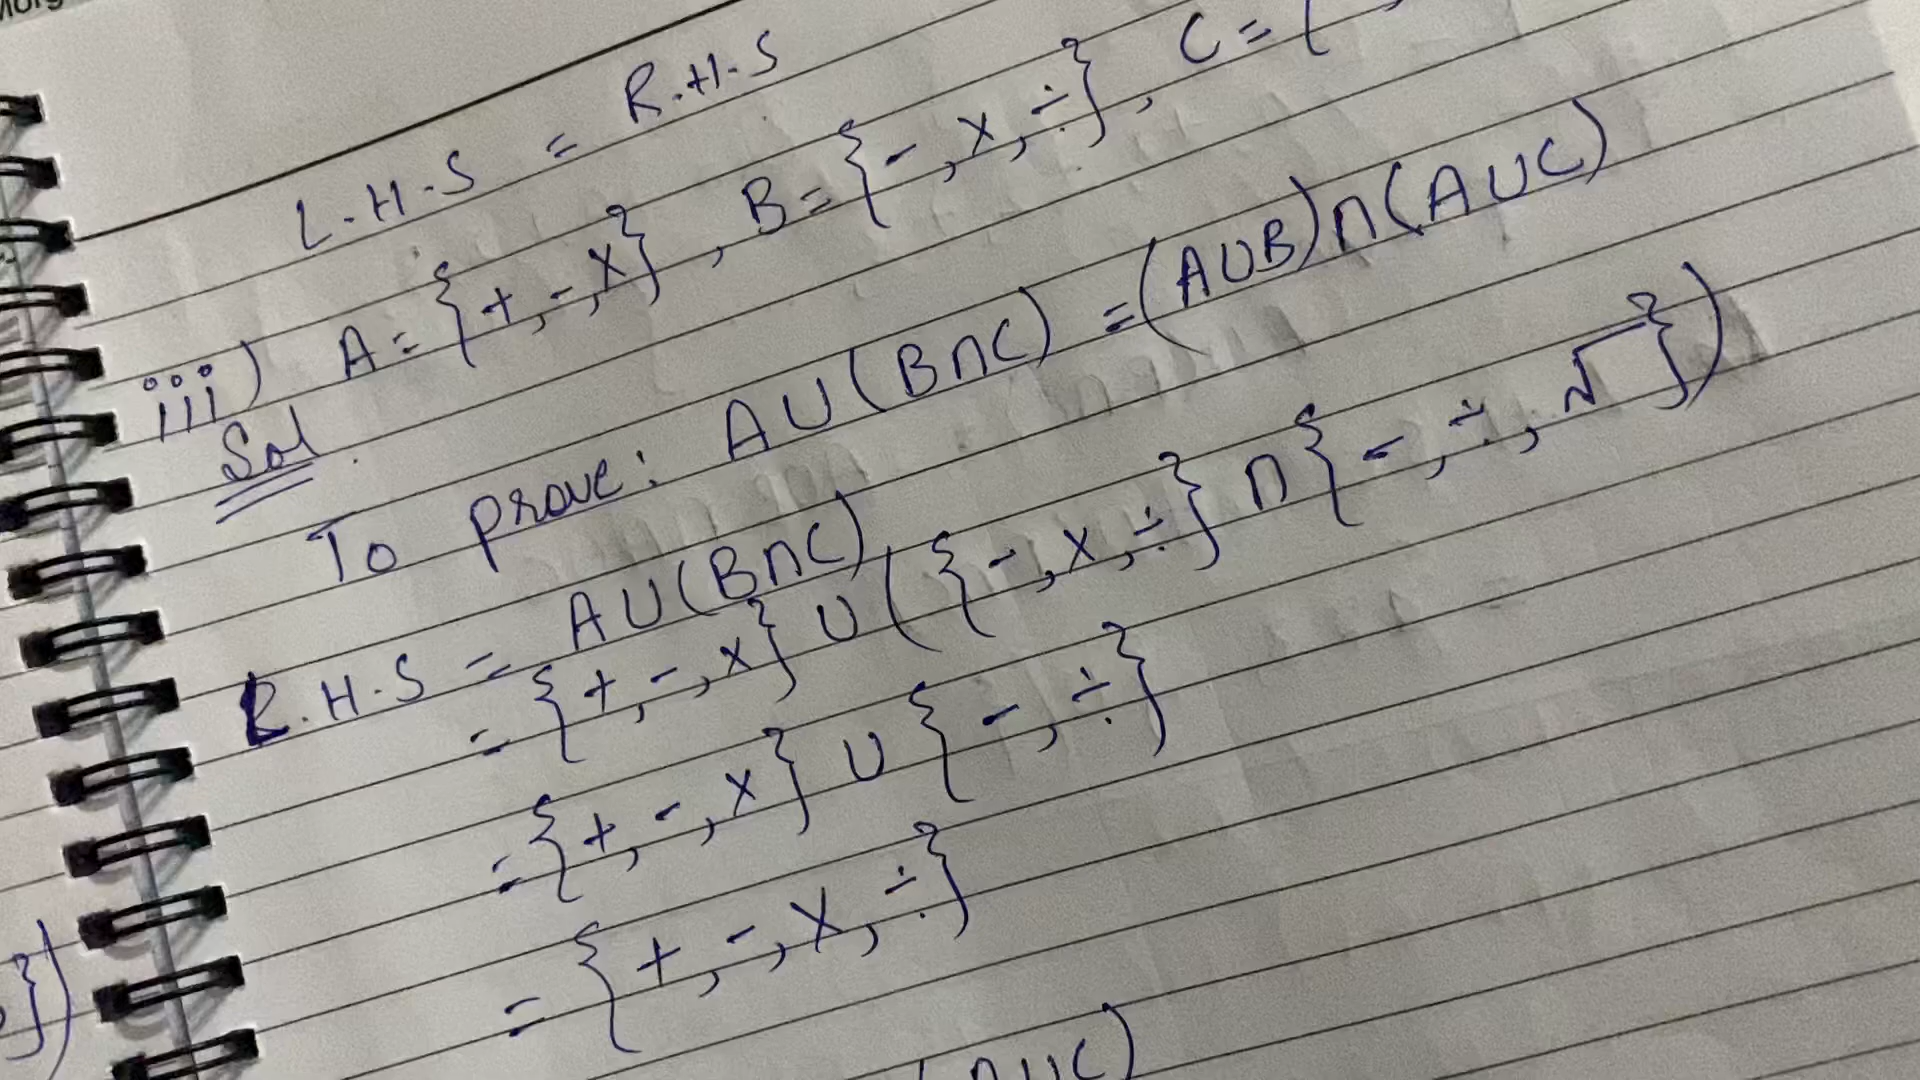 L.H.S = R.H.S
iii) A = {+, -, x}, B = {-, x, ÷}, C = {
Sol
To prove: A∪(B∩C) = (A∪B)∩(A∪C)
R.H.S = A∪(B∩C)
= {+, -, x} ∪ ({-, x, ÷} ∩ {-, ÷, √})
= {+, -, x} ∪ {-, ÷}
= {+, -, x, ÷}
(A∪C)